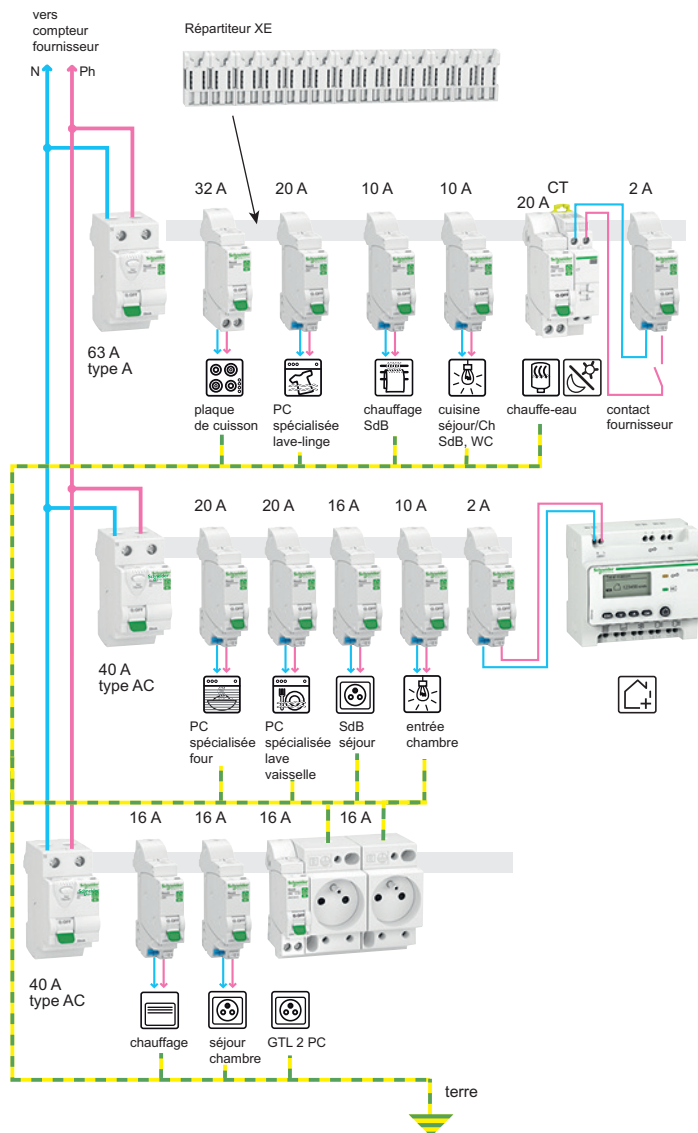 vers
compteur
fournisseur
Répartiteur XE
N
Ph
32 A
20 A
10 A
10 A
CT
20 A
2 A
63 A
type A
plaque
de cuisson
PC
spécialisée
lave-linge
chauffage
SdB
cuisine
séjour/Ch
SdB, WC
chauffe-eau
contact
fournisseur
20 A
20 A
16 A
10 A
2 A
Schneider
40 A
type AC
PC
spécialisée
four
PC
spécialisée
lave
vaisselle
SdB
séjour
entrée
chambre
16 A
16 A
16 A
16 A
40 A
type AC
chauffage
séjour
chambre
GTL 2 PC
terre